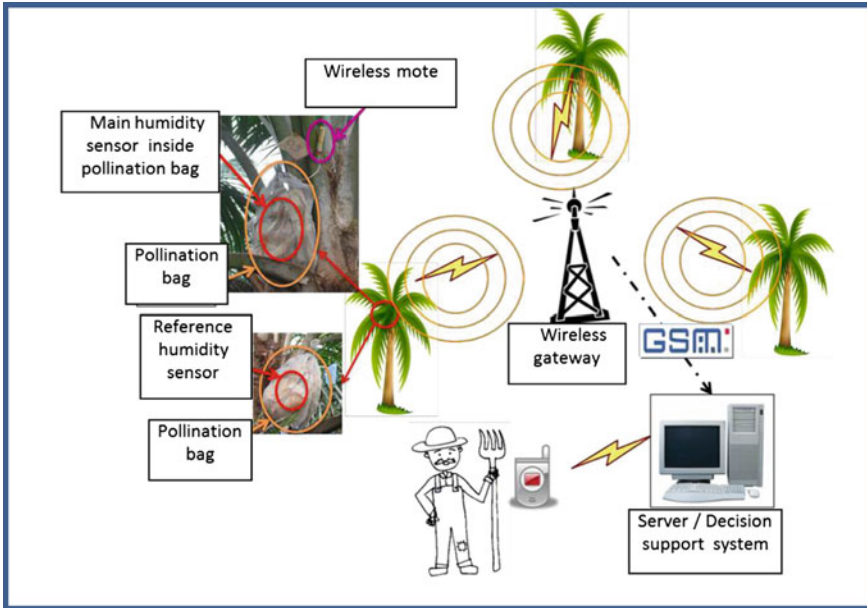 Wireless mote
Main humidity
sensor inside
pollination bag
Pollination
bag
Reference
humidity
sensor
Pollination
bag
Wireless
gateway
GSM
Server / Decision
support system